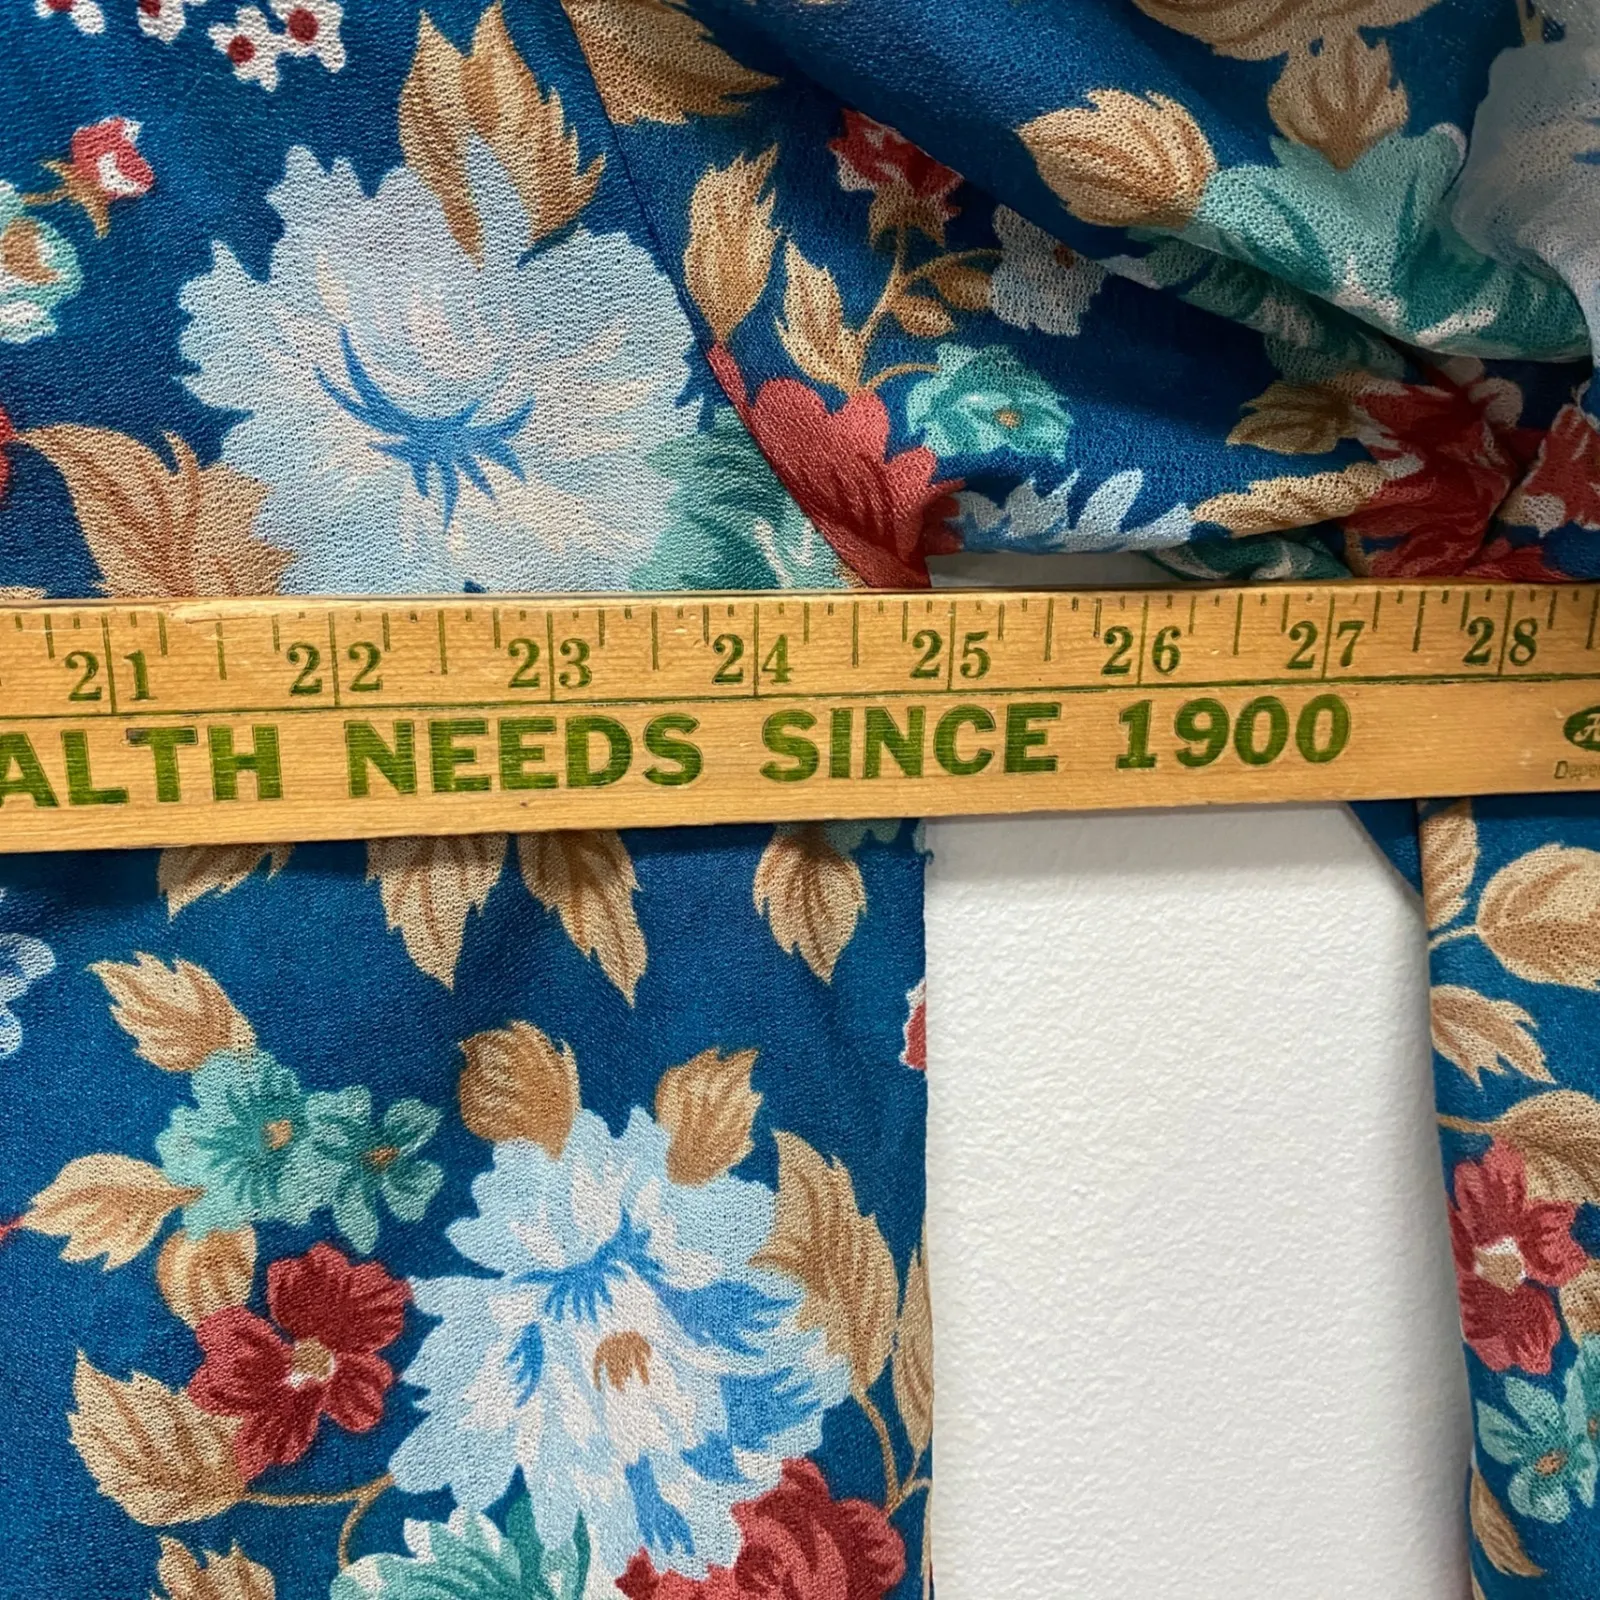 21 22 23 24 25 26 27 28
ALTH NEEDS SINCE 1900